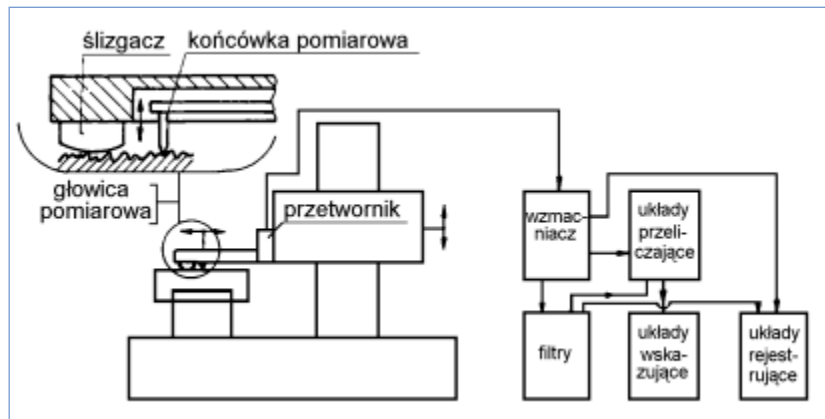 ślizgacz
końcówka pomiarowa
głowica
pomiarowa
przetwornik
wzmac-
niacz
układy
przeli-
czające
filtry
układy
wska-
zujące
układy
rejest-
rujące